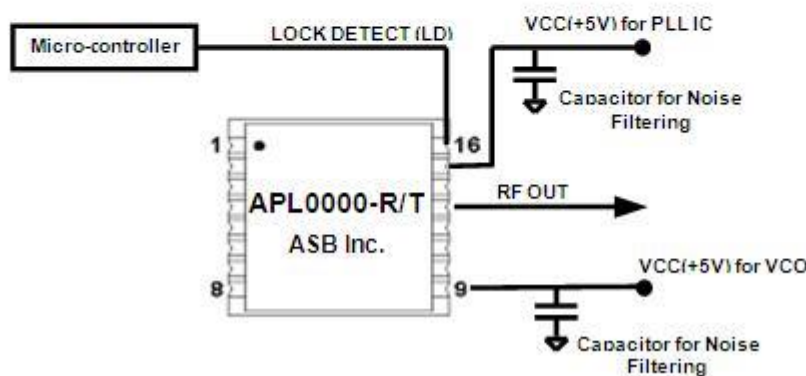 VCC(+5V) for PLL IC
LOCK DETECT (LD)
Micro-controller
Capacitor for Noise
Filtering
1
16
APL0000-R/T
RF OUT
ASB Inc.
VCC(+5V) for VCO
8
9
Capacitor for Noise
Filtering